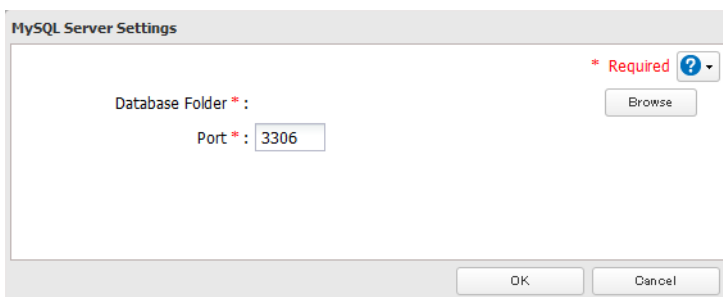 MySQL Server Settings
* Required
Database Folder * :
Browse
Port * : 3306
OK
Cancel